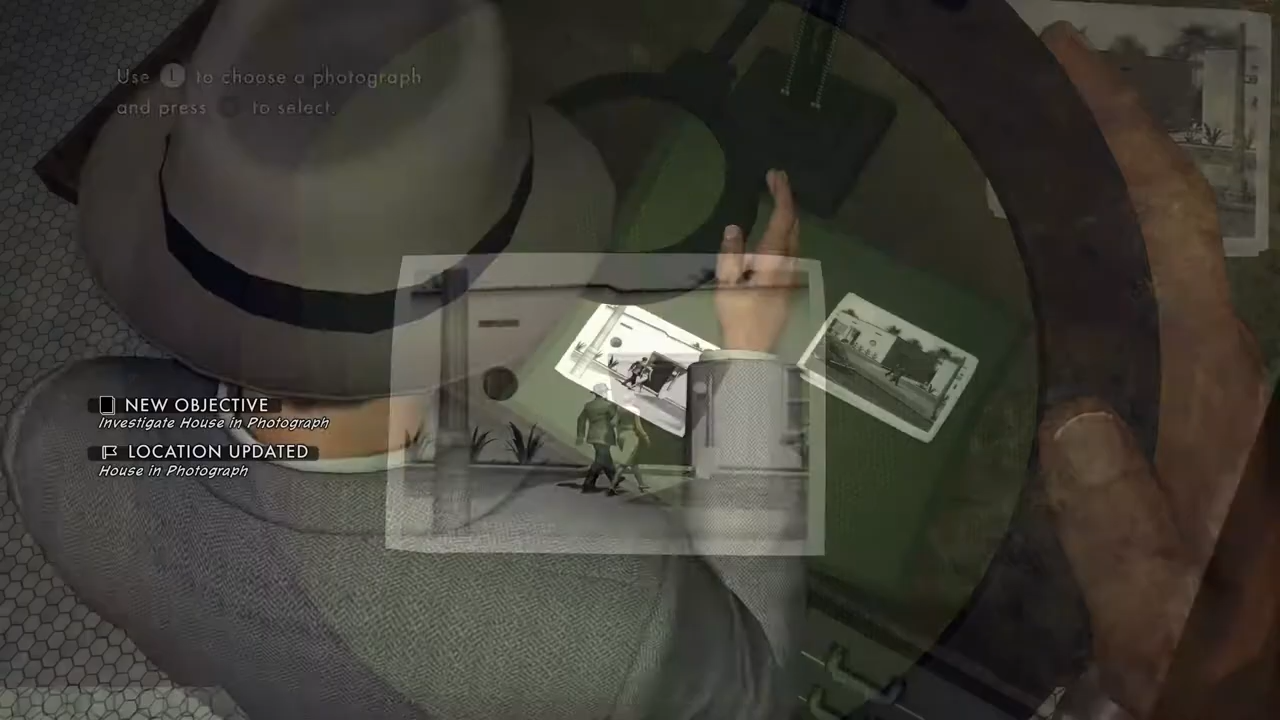 Use L to choose a photograph
and press to select.
NEW OBJECTIVE
Investigate House in Photograph
LOCATION UPDATED
House in Photograph